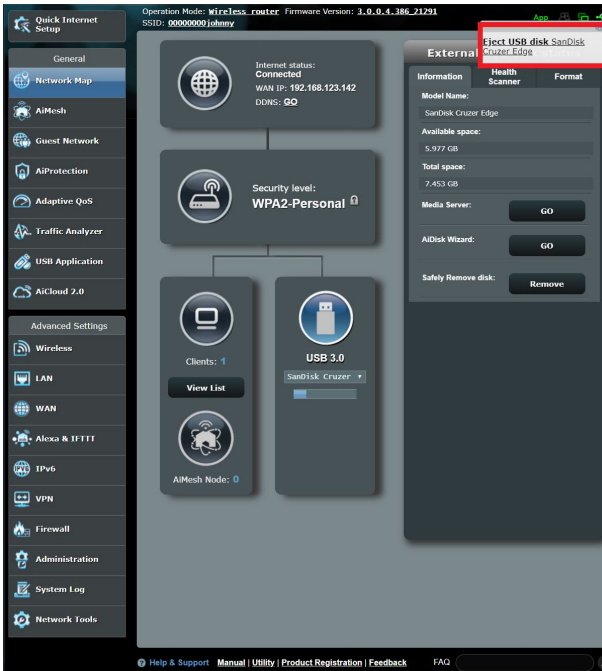 Quick Internet
Setup
Operation Mode: Wireless router Firmware Version: 3.0.0.4.386_21291
SSID: 00000000johnny
App
Eject USB disk SanDisk
Cruzer Edge
General
Network Map
AiMesh
Guest Network
AiProtection
Adaptive QoS
Traffic Analyzer
USB Application
AiCloud 2.0
Advanced Settings
Wireless
LAN
WAN
Alexa & IFTTT
IPv6
VPN
Firewall
Administration
System Log
Network Tools
Internet status:
Connected
WAN IP: 192.168.123.142
DDNS: GO
Security level:
WPA2-Personal
Clients: 1
View List
AiMesh Node: 0
USB 3.0
SanDisk Cruzer
External
Information
Health
Scanner
Format
Model Name:
SanDisk Cruzer Edge
Available space:
5.977 GB
Total space:
7.453 GB
Media Server:
GO
AiDisk Wizard:
GO
Safely Remove disk:
Remove
Help & Support Manual | Utility | Product Registration | Feedback FAQ